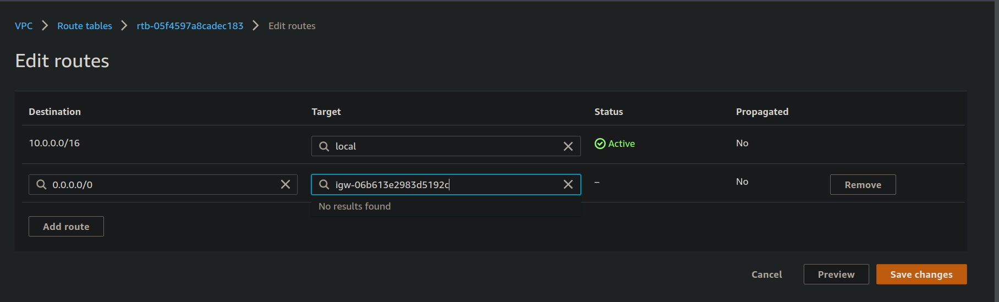 VPC > Route tables > rtb-05f4597a8cadec183 > Edit routes
Edit routes
Destination Target Status Propagated
10.0.0.0/16 local Active No
0.0.0.0/0 igw-06b613e2983d5192c – No Remove
No results found
Add route
Cancel Preview Save changes